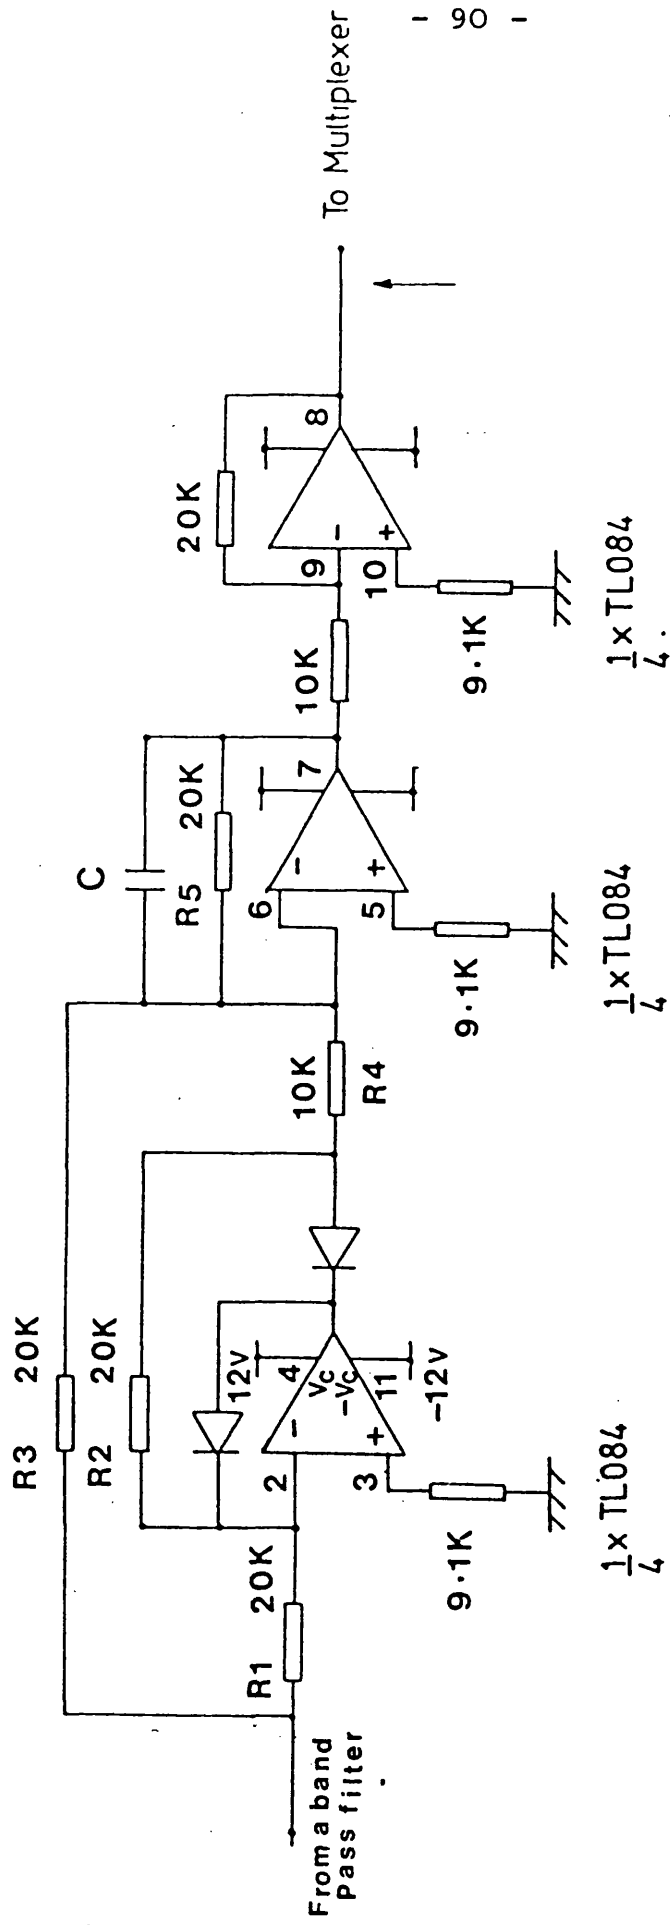 - 90 -
From a band
Pass filter
R1
20K
R3
20K
R2
20K
2
3
12V
4
Vc
-Vc
11
-12V
-
+
9.1K
1/4 x TL084
10K
R4
C
R5
20K
6
5
7
-
+
9.1K
1/4 x TL084
10K
20K
9
10
8
-
+
9.1K
1/4 x TL084.
To Multiplexer